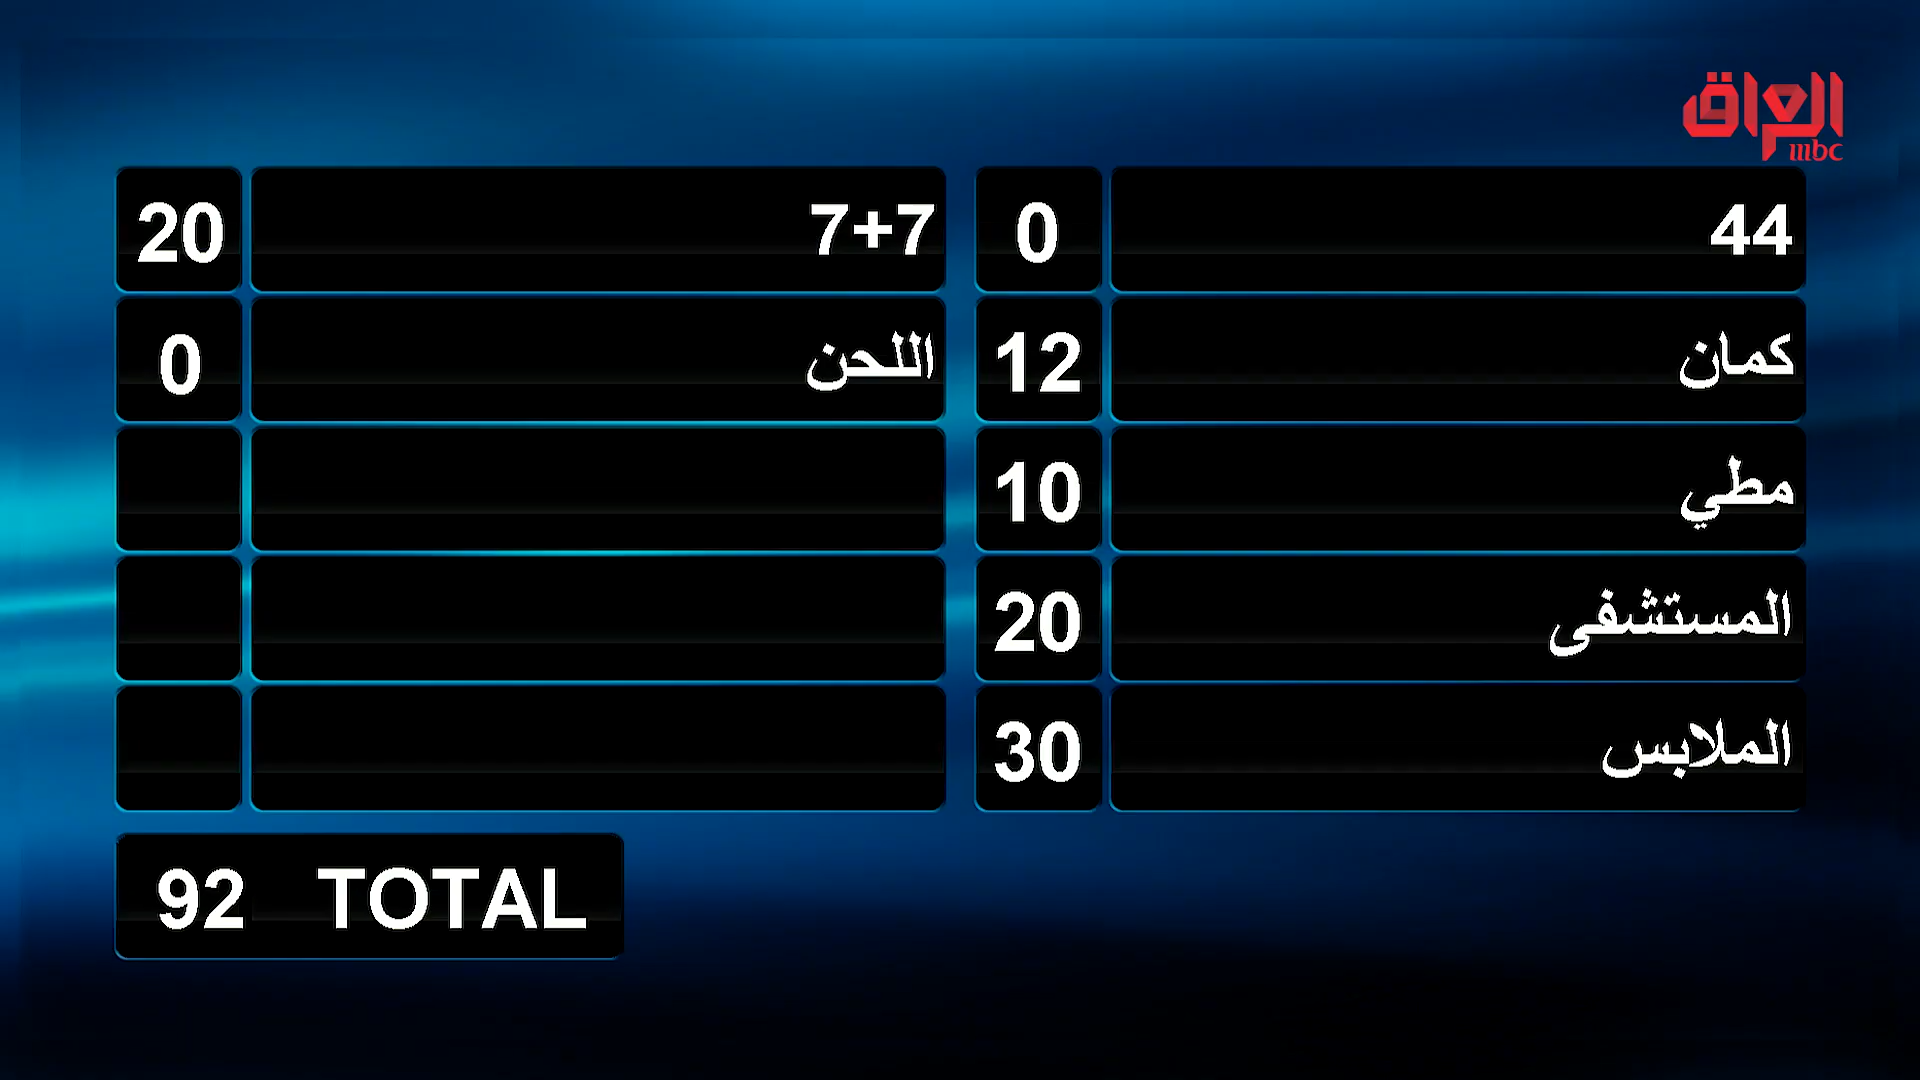 العراق
mbc
44 0
كمان 12
مطي 10
المستشفى 20
الملابس 30
7+7 20
اللحن 0
92 TOTAL